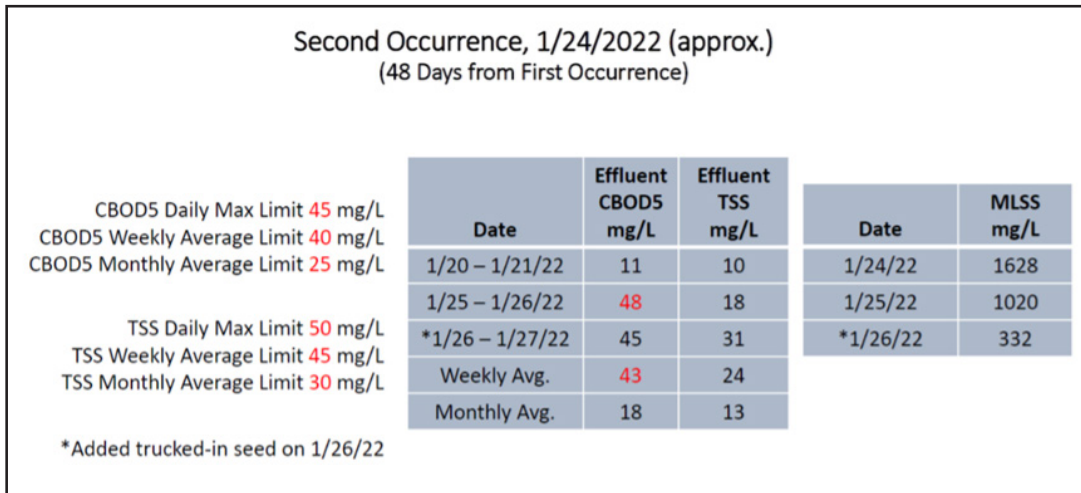 Second Occurrence, 1/24/2022 (approx.)
(48 Days from First Occurrence)
CBOD5 Daily Max Limit 45 mg/L
CBOD5 Weekly Average Limit 40 mg/L
CBOD5 Monthly Average Limit 25 mg/L
TSS Daily Max Limit 50 mg/L
TSS Weekly Average Limit 45 mg/L
TSS Monthly Average Limit 30 mg/L
*Added trucked-in seed on 1/26/22
Effluent Effluent
CBOD5 TSS
Date mg/L mg/L
1/20 – 1/21/22 11 10
1/25 – 1/26/22 48 18
*1/26 – 1/27/22 45 31
Weekly Avg. 43 24
Monthly Avg. 18 13
MLSS
Date mg/L
1/24/22 1628
1/25/22 1020
*1/26/22 332